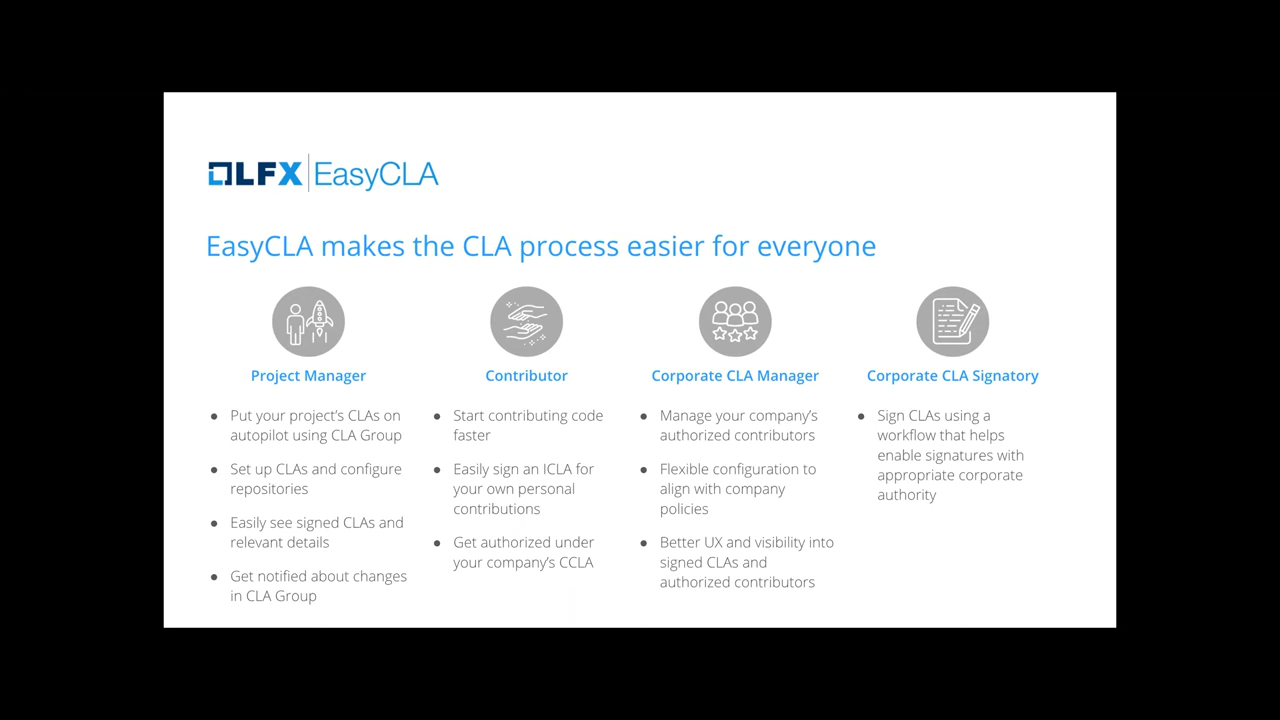 LFX EasyCLA
EasyCLA makes the CLA process easier for everyone
Project Manager
● Put your project's CLAs on
autopilot using CLA Group
● Set up CLAs and configure
repositories
● Easily see signed CLAs and
relevant details
● Get notified about changes
in CLA Group
Contributor
● Start contributing code
faster
● Easily sign an ICLA for
your own personal
contributions
● Get authorized under
your company's CCLA
Corporate CLA Manager
● Manage your company's
authorized contributors
● Flexible configuration to
align with company
policies
● Better UX and visibility into
signed CLAs and
authorized contributors
Corporate CLA Signatory
● Sign CLAs using a
workflow that helps
enable signatures with
appropriate corporate
authority